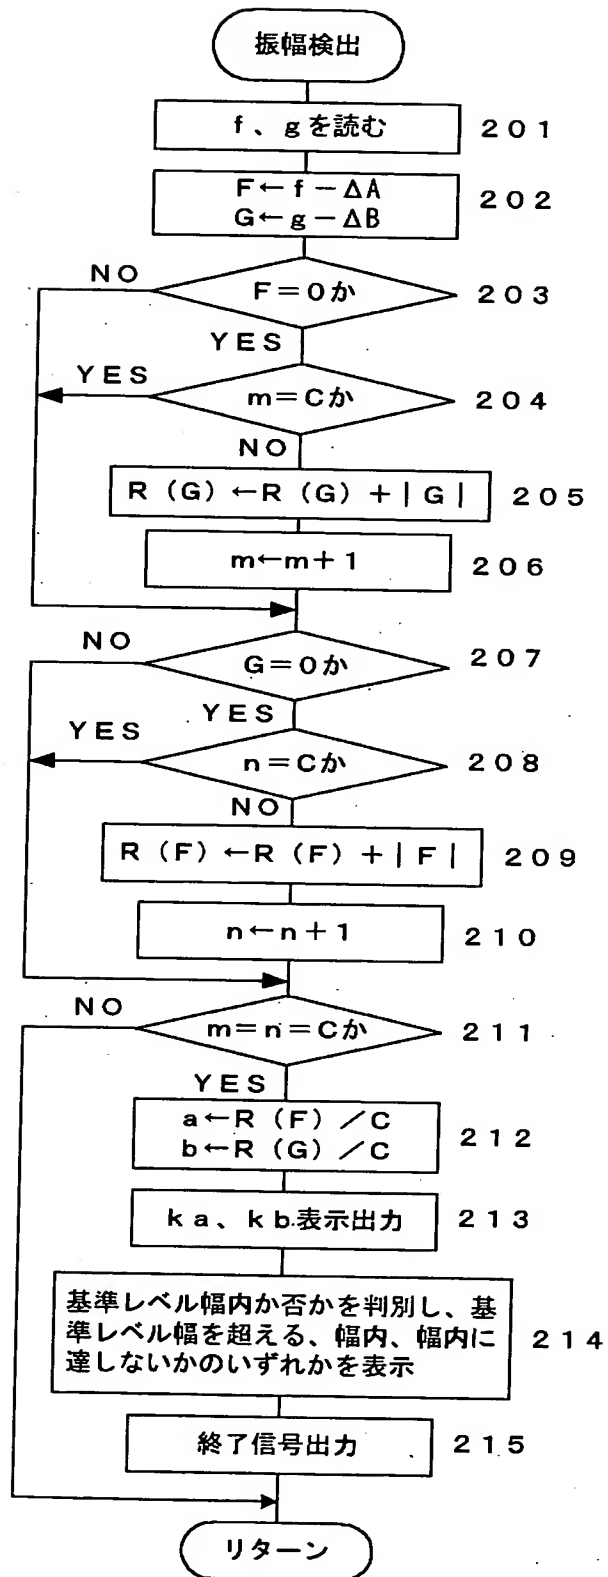 振幅検出
f、gを読む 201
F←f−ΔA
G←g−ΔB
202
NO
F=0か 203
YES
YES
m=Cか 204
NO
R(G)←R(G)+|G| 205
m←m+1 206
NO
G=0か 207
YES
YES
n=Cか 208
NO
R(F)←R(F)+|F| 209
n←n+1 210
NO
m=n=Cか 211
YES
a←R(F)/C
b←R(G)/C
212
ka、kb表示出力 213
基準レベル幅内か否かを判別し、基
準レベル幅を超える、幅内、幅内に
達しないかのいずれかを表示
214
終了信号出力 215
リターン